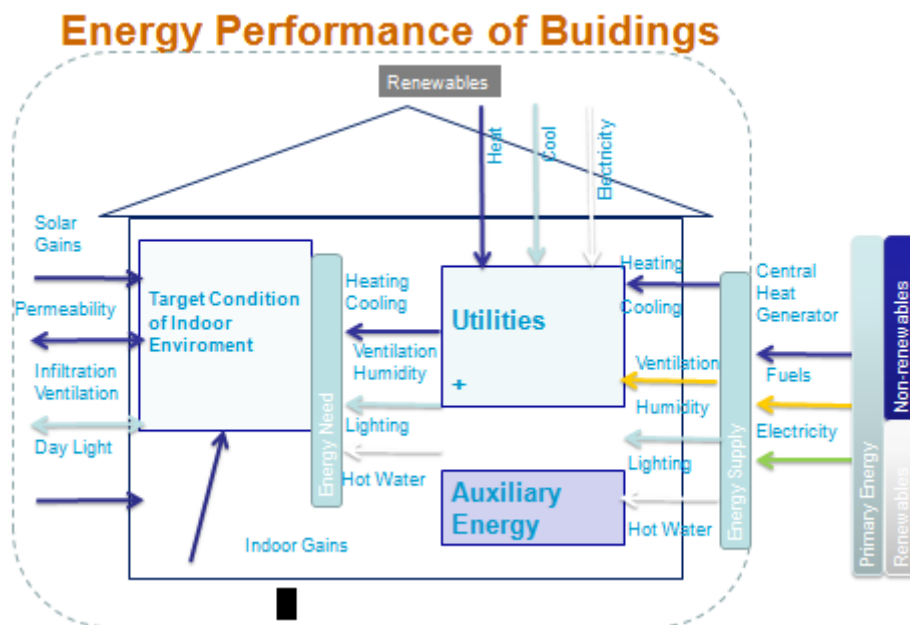 Energy Performance of Buidings
Renewables
Heat
Cool
Electricity
Solar
Gains
Permeability
Infiltration
Ventilation
Day Light
Target Condition
of Indoor
Enviroment
Indoor Gains
Energy Need
Heating
Cooling
Ventilation
Humidity
Lighting
Hot Water
Utilities
+
Auxiliary
Energy
Heating
Cooling
Ventilation
Humidity
Lighting
Hot Water
Energy Supply
Central
Heat
Generator
Fuels
Electricity
Primary Energy
Non-renewables
Renewables